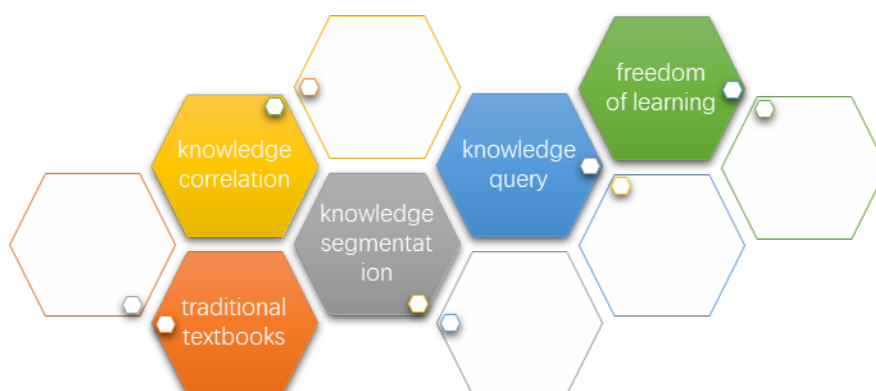 freedom
of learning
knowledge
correlation
knowledge
query
knowledge
segmentat
ion
traditional
textbooks